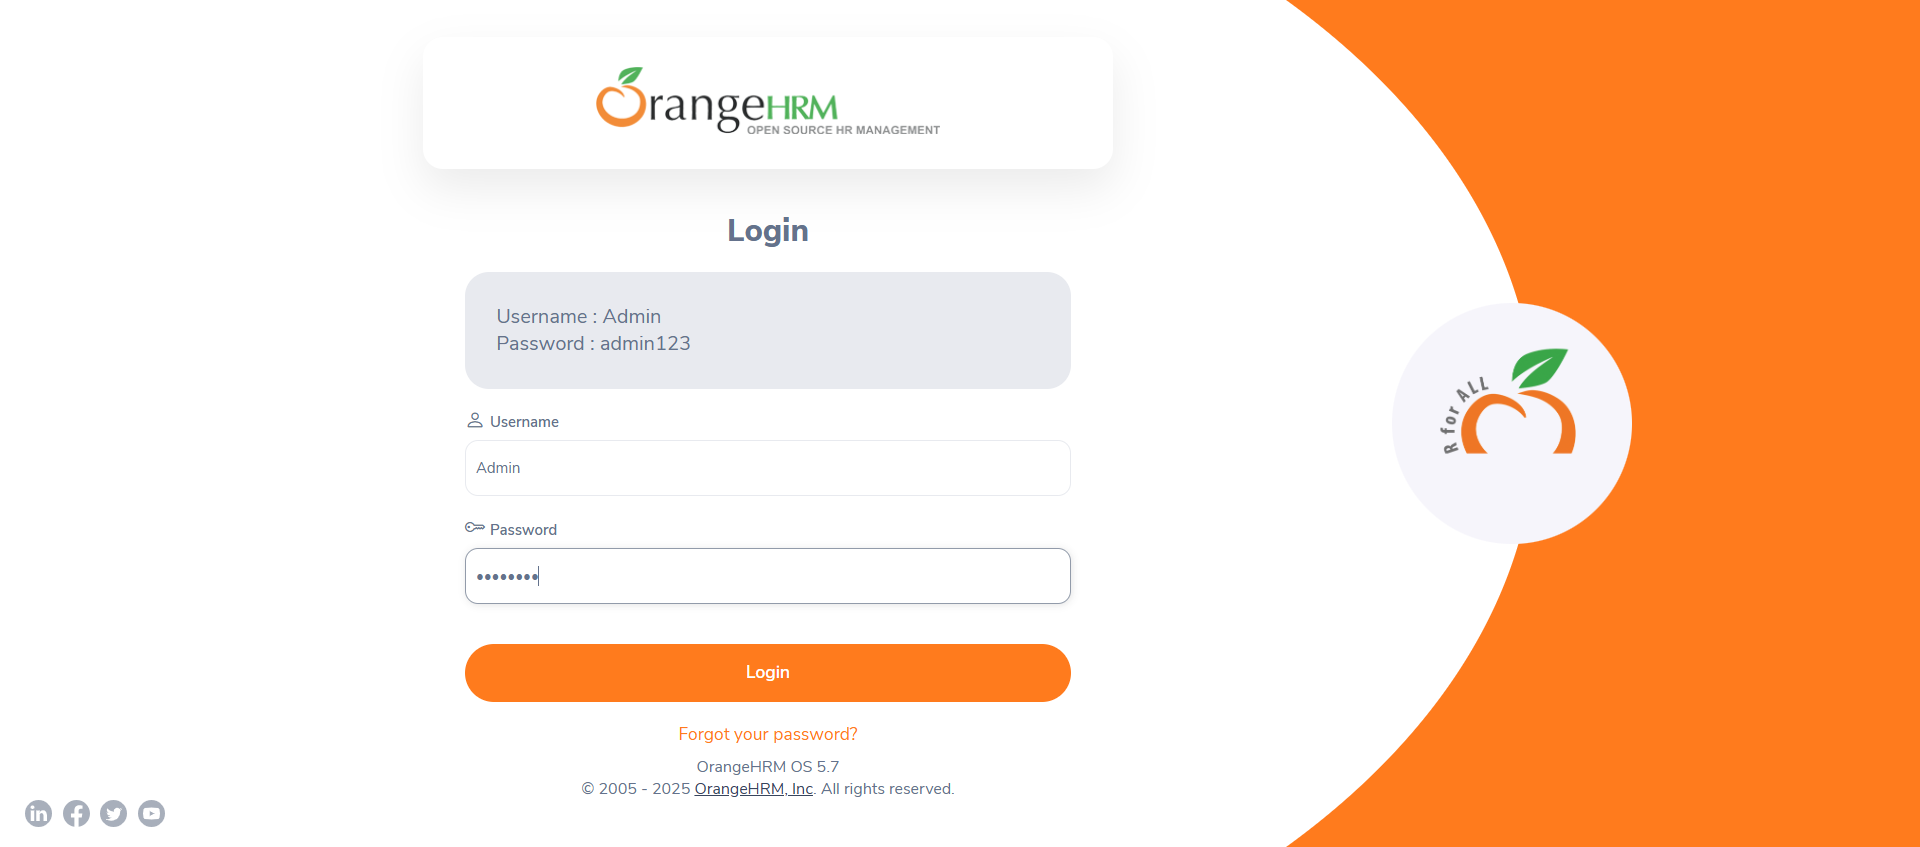 OrangeHRM
OPEN SOURCE HR MANAGEMENT
Login
Username : Admin
Password : admin123
Username
Admin
Password
••••••••
Login
Forgot your password?
OrangeHRM OS 5.7
© 2005 - 2025 OrangeHRM, Inc. All rights reserved.
R for ALL